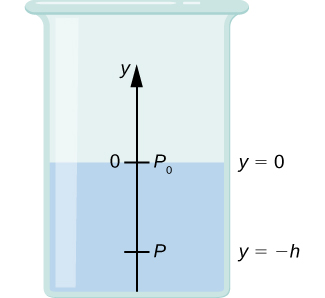 y
0 P₀ y = 0
P y = −h